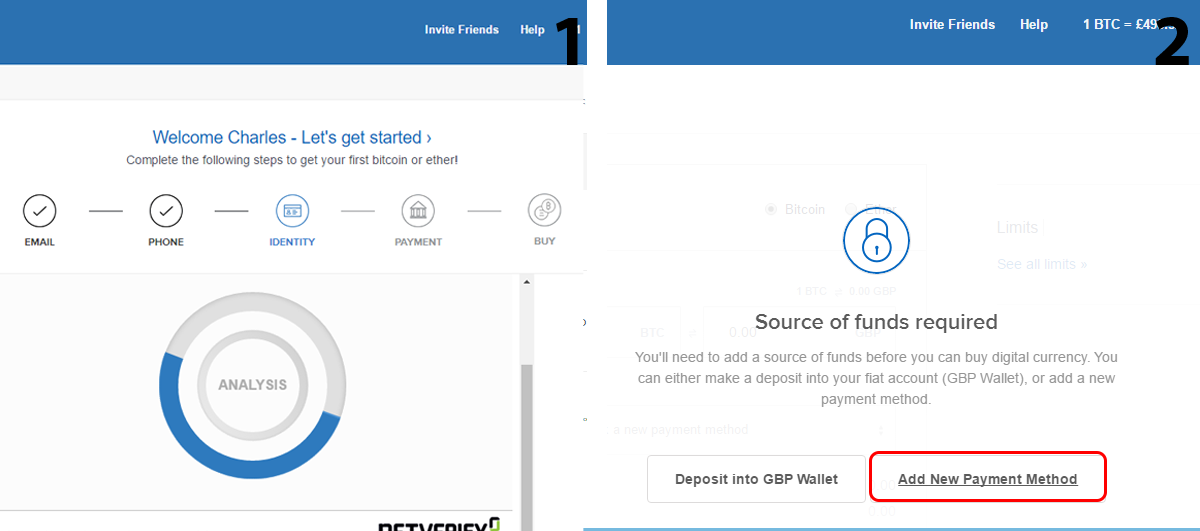 Invite Friends Help
1
Welcome Charles - Let's get started ›
Complete the following steps to get your first bitcoin or ether!
EMAIL PHONE IDENTITY PAYMENT BUY
ANALYSIS
Invite Friends Help 1 BTC = £49
2
Bitcoin
Limits
See all limits »
1 BTC 0.00 GBP
BTC = 0.00 GBP
Source of funds required
You'll need to add a source of funds before you can buy digital currency. You
can either make a deposit into your fiat account (GBP Wallet), or add a new
payment method.
a new payment method
Deposit into GBP Wallet Add New Payment Method